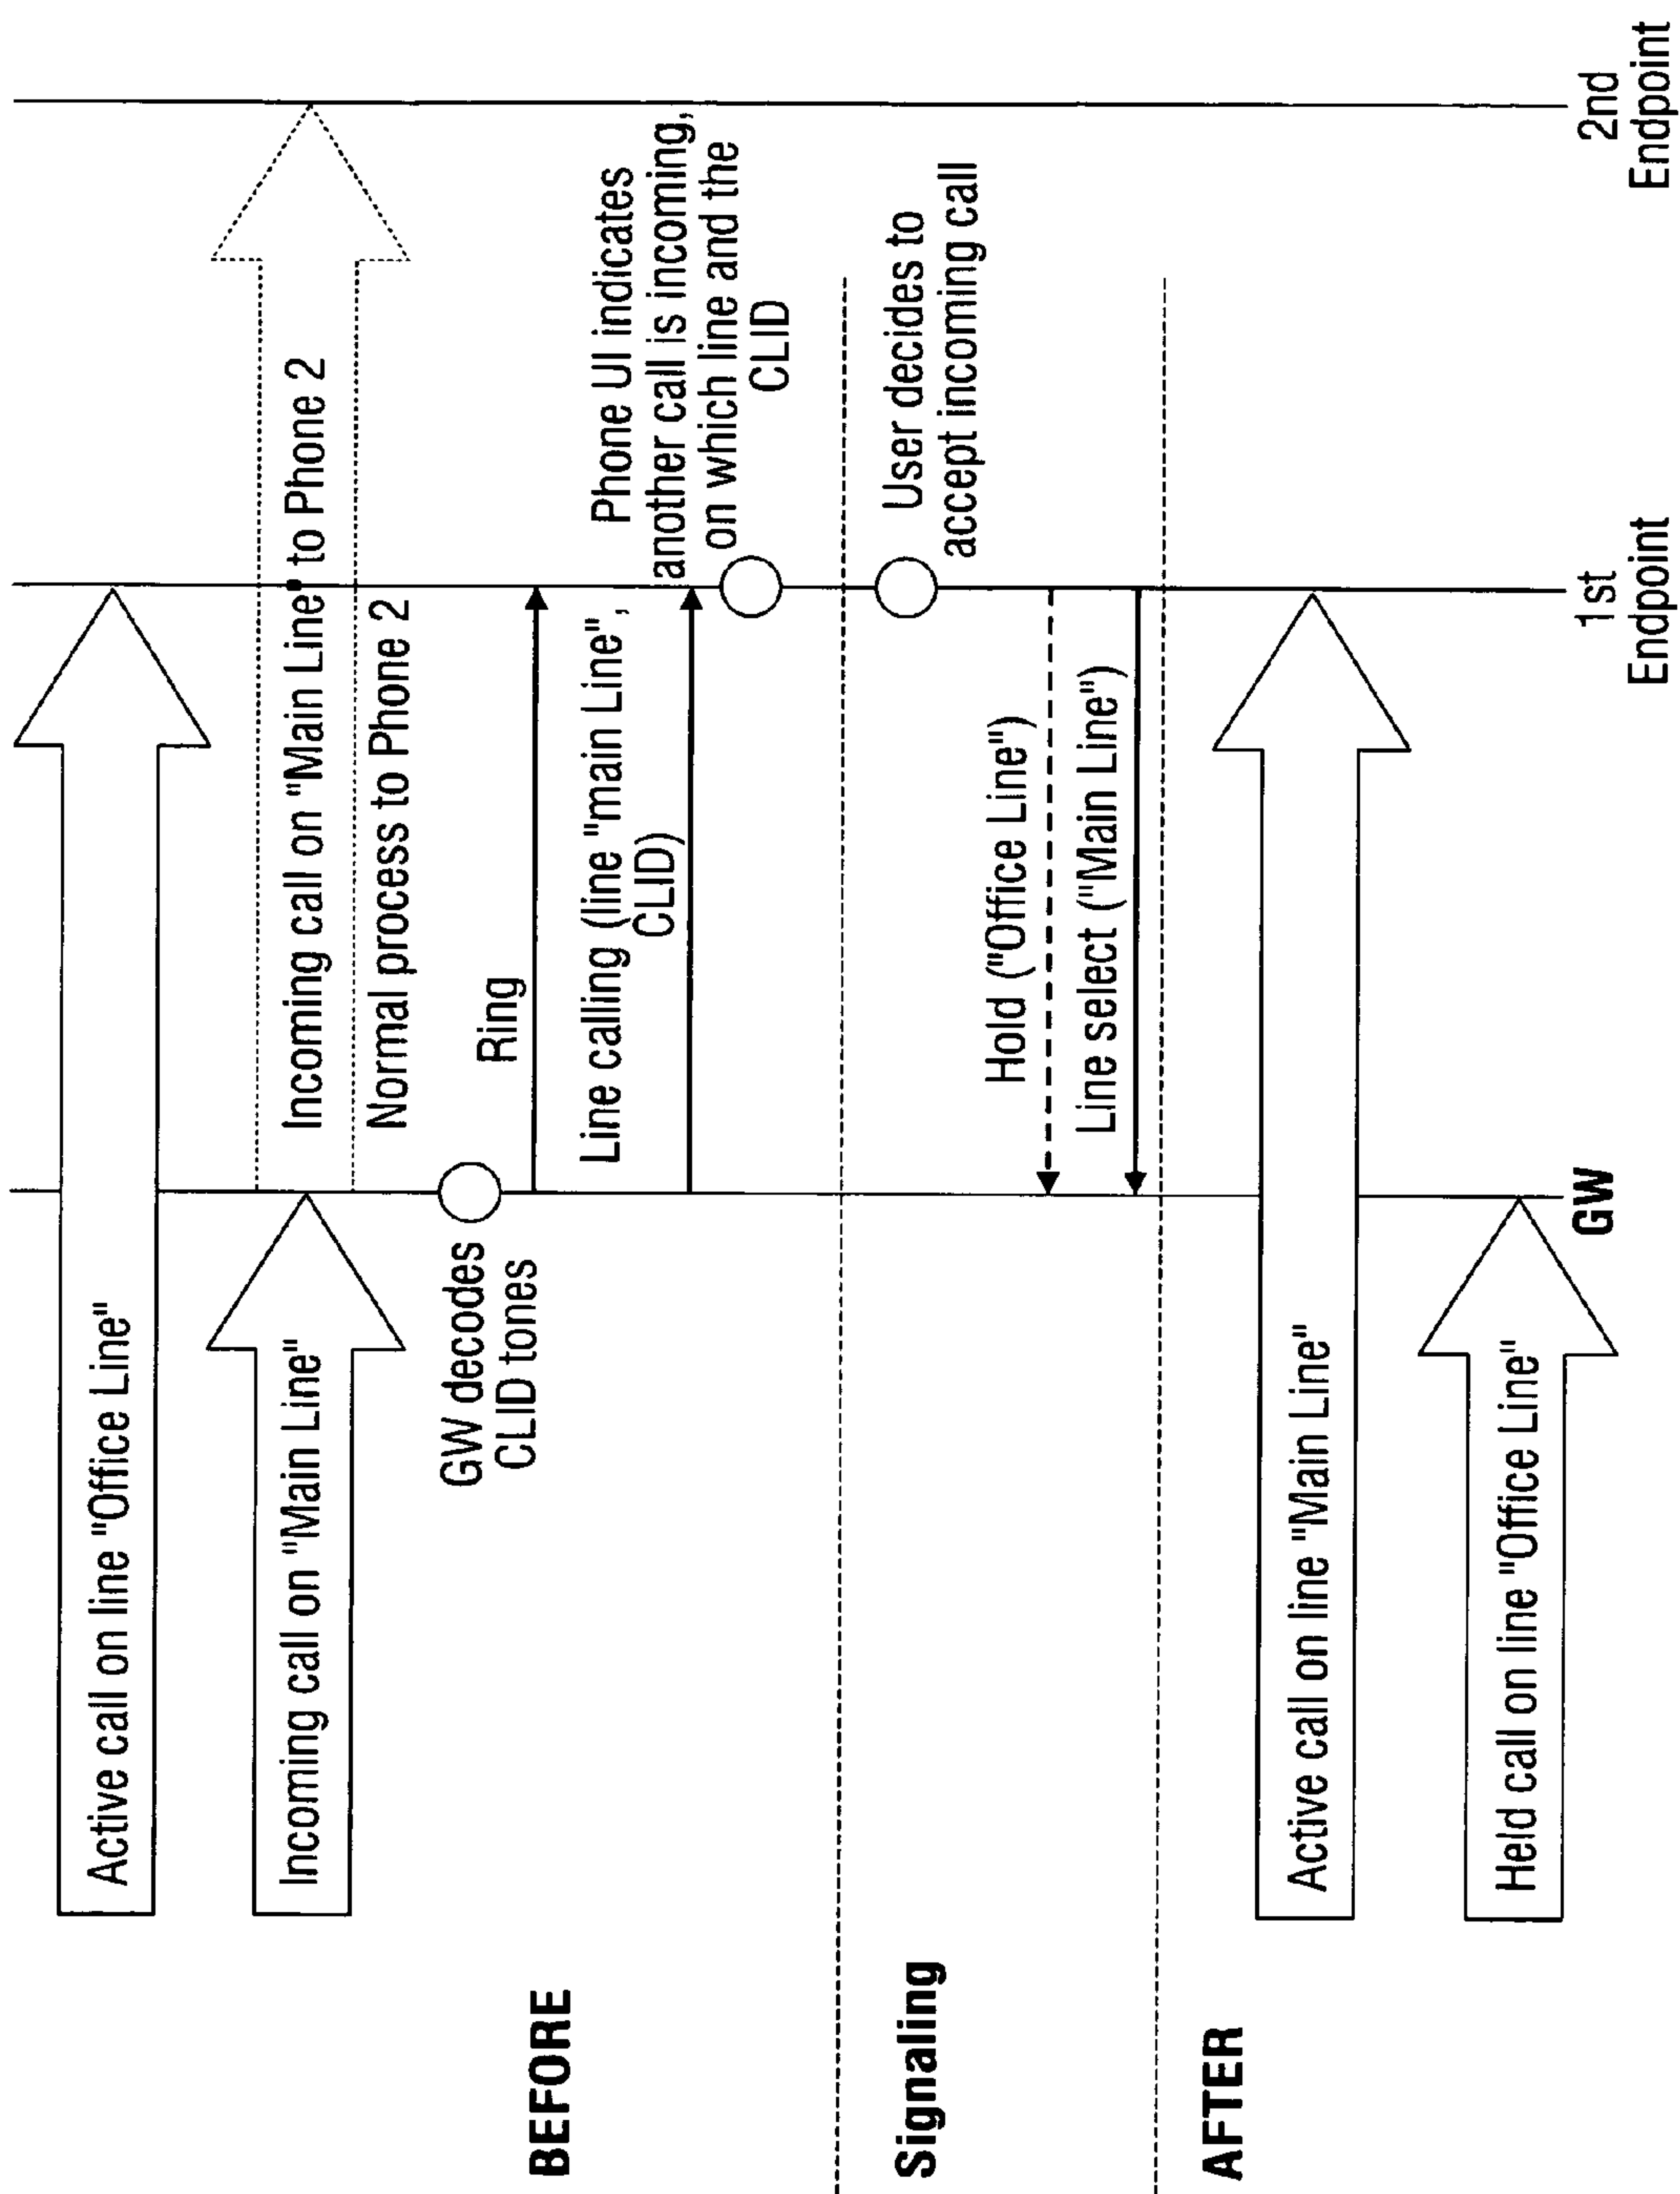 Active call on line "Office Line"
Incoming call on "Main Line"
Incoming call on "Main Line" to Phone 2
Normal process to Phone 2
GW decodes
CLID tones
Ring
Line calling (line "main Line",
CLID)
Phone UI indicates
another call is incoming,
on which line and the
CLID
BEFORE
User decides to
accept incoming call
Signaling
Hold ("Office Line")
Line select ("Main Line")
AFTER
Active call on line "Main Line"
Held call on line "Office Line"
GW
1st
Endpoint
2nd
Endpoint